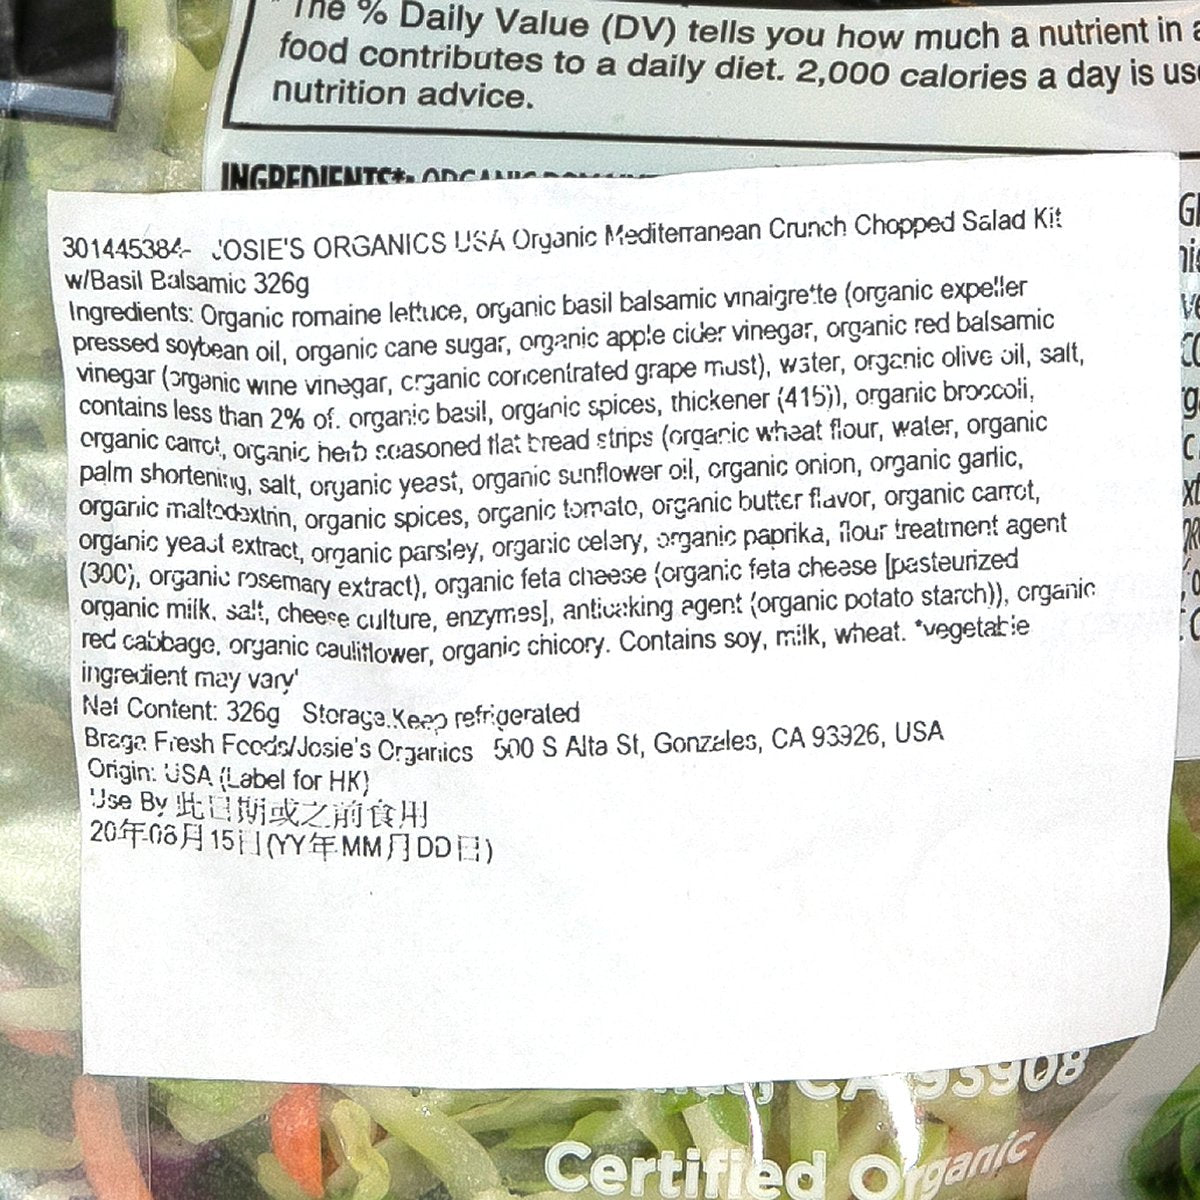 The % Daily Value (DV) tells you how much a nutrient in a
food contributes to a daily diet. 2,000 calories a day is
nutrition advice.
INGREDIENTS*: ORGANIC
301445384- JOSIE'S ORGANICS USA Organic Mediterranean Crunch Chopped Salad Kit
w/Basil Balsamic 326g
Ingredients: Organic romaine lettuce, organic basil balsamic vinaigrette (organic expeller
pressed soybean oil, organic cane sugar, organic apple cider vinegar, organic red balsamic
vinegar (organic wine vinegar, organic concentrated grape must), water, organic olive oil, salt,
contains less than 2% of. organic basil, organic spices, thickener (415)), organic broccoli,
organic carrot, organic herb seasoned flat bread strips (organic wheat flour, water, organic
palm shortening, salt, organic yeast, organic sunflower oil, organic onion, organic garlic,
organic maltodextrin, organic spices, organic tomato, organic butter flavor, organic carrot,
organic yeast extract, organic parsley, organic celery, organic paprika, flour treatment agent
(300), organic rosemary extract), organic feta cheese (organic feta cheese [pasteurized
organic milk, salt, cheese culture, enzymes], anticaking agent (organic potato starch)), organic
red cabbage, organic cauliflower, organic chicory. Contains soy, milk, wheat. *vegetable
ingredient may vary'
Net Content: 326g Storage.Keep refrigerated
Braga Fresh Foods/Josie's Organics 500 S Alta St, Gonzales, CA 93926, USA
Origin: USA (Label for HK)
Use By 此日期或之前食用
20年08月15日(YY年MM月DD日)
CA 93908
Certified Organic